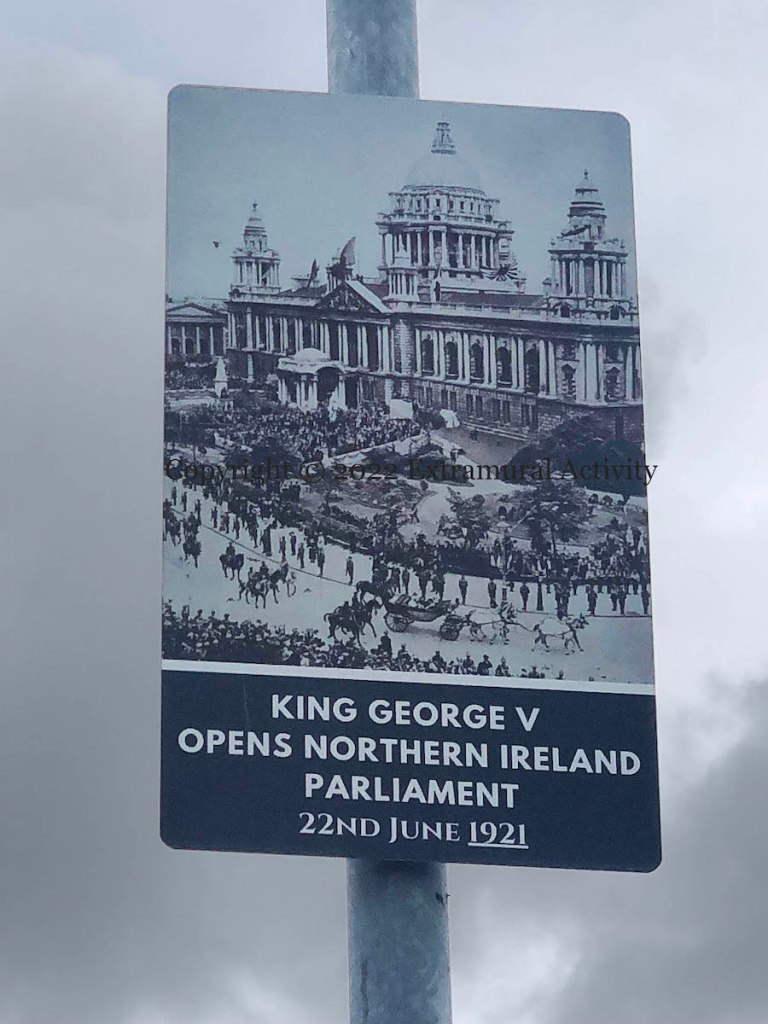 Copyright © 2022 Extramural Activity
KING GEORGE V
OPENS NORTHERN IRELAND
PARLIAMENT
22ND JUNE 1921